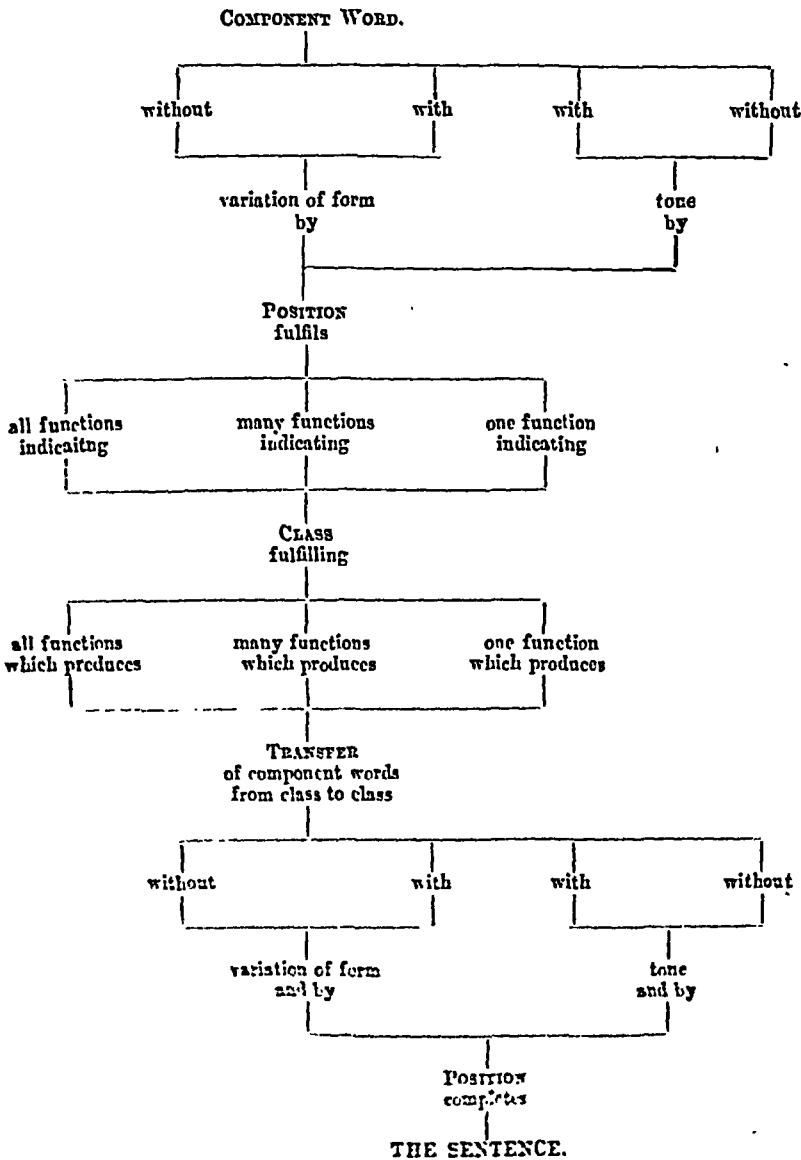 COMPONENT WORD.
without with with without
variation of form tone
by by
POSITION
fulfils
all functions many functions one function
indicaitng indicating indicating
CLASS
fulfilling
all functions many functions one function
which produces which produces which produces
TRANSFER
of component words
from class to class
without with with without
variation of form tone
and by and by
POSITION
completes
THE SENTENCE.